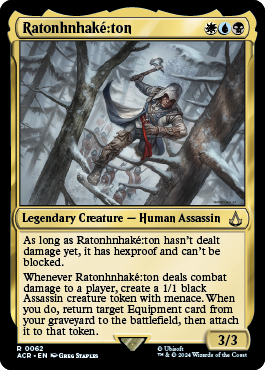 Ratonhnhaké:ton
Legendary Creature — Human Assassin
As long as Ratonhnhaké:ton hasn't dealt
damage yet, it has hexproof and can't be
blocked.
Whenever Ratonhnhaké:ton deals combat
damage to a player, create a 1/1 black
Assassin creature token with menace. When
you do, return target Equipment card from
your graveyard to the battlefield, then attach
it to that token.
3/3
R 0062
ACR • EN Greg Staples
© Ubisoft
™ & © 2024 Wizards of the Coast